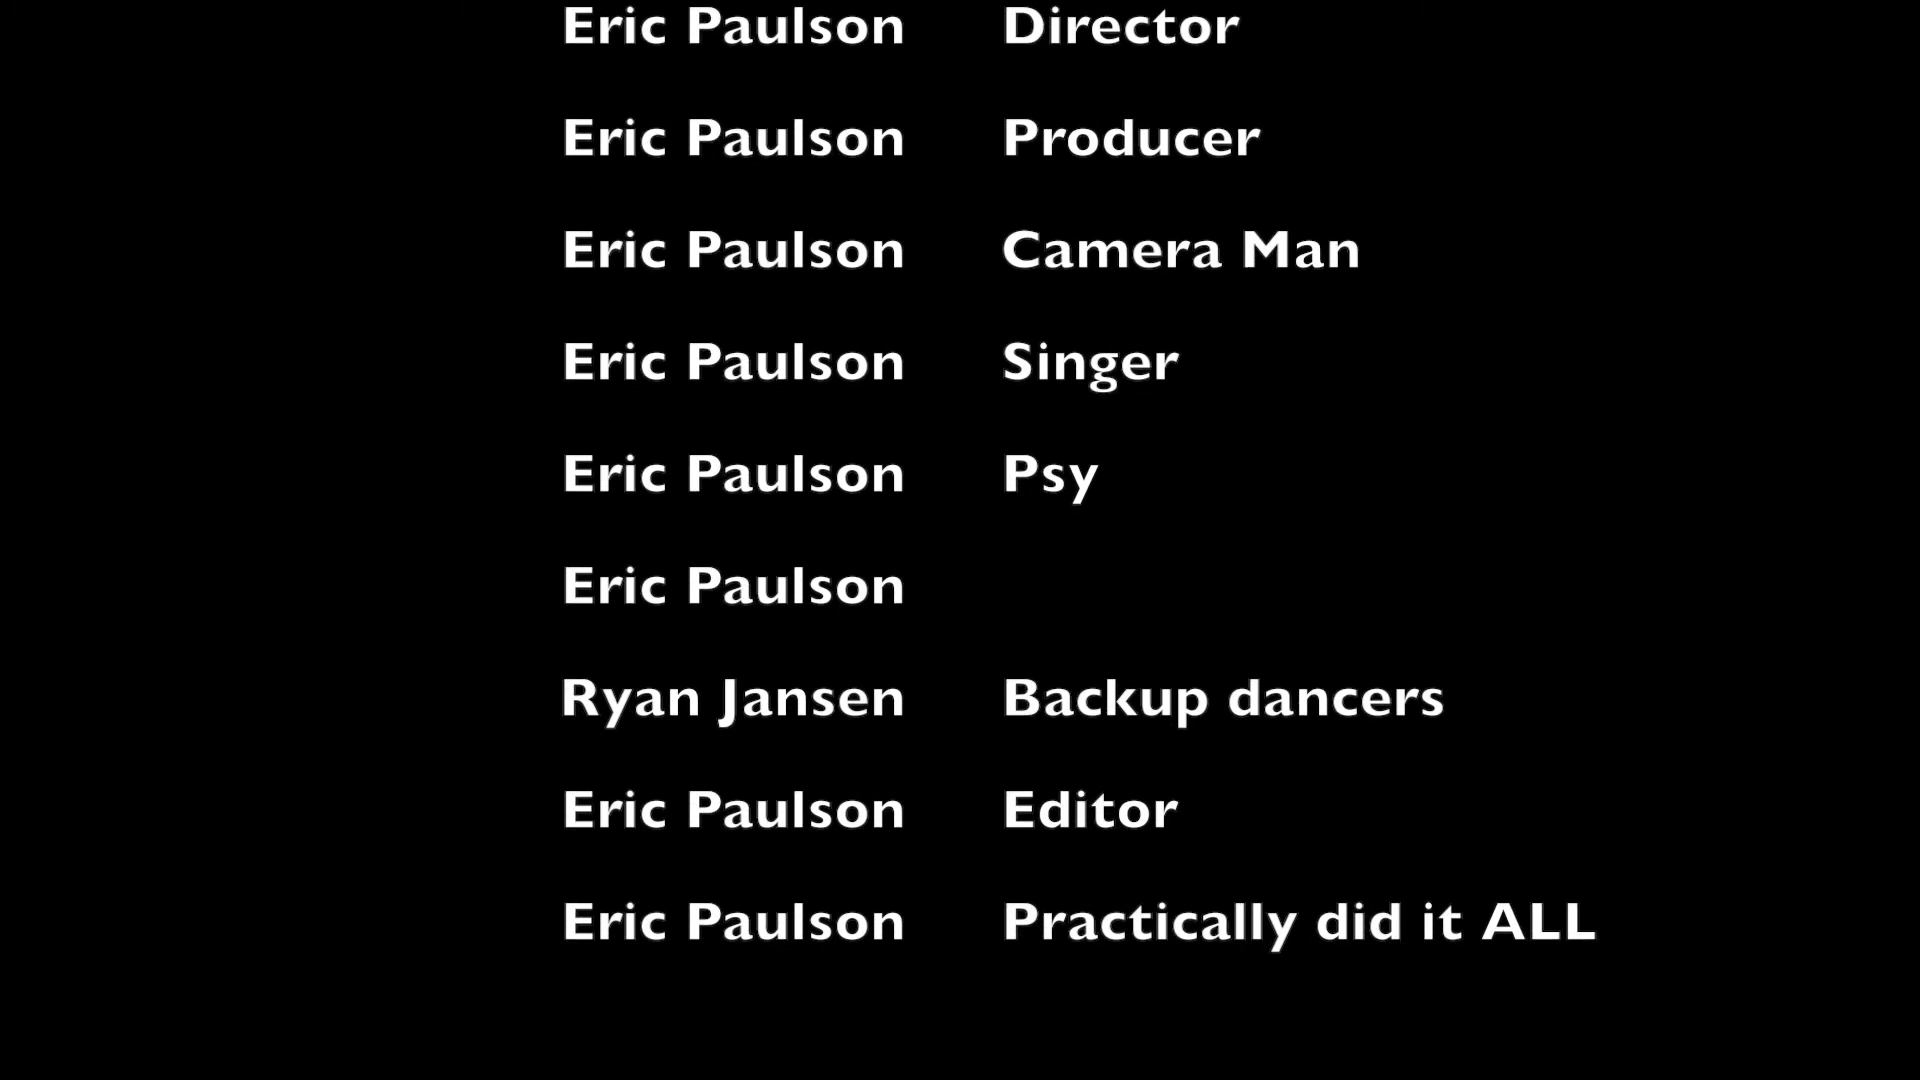 Eric Paulson Director
Eric Paulson Producer
Eric Paulson Camera Man
Eric Paulson Singer
Eric Paulson Psy
Eric Paulson
Ryan Jansen Backup dancers
Eric Paulson Editor
Eric Paulson Practically did it ALL